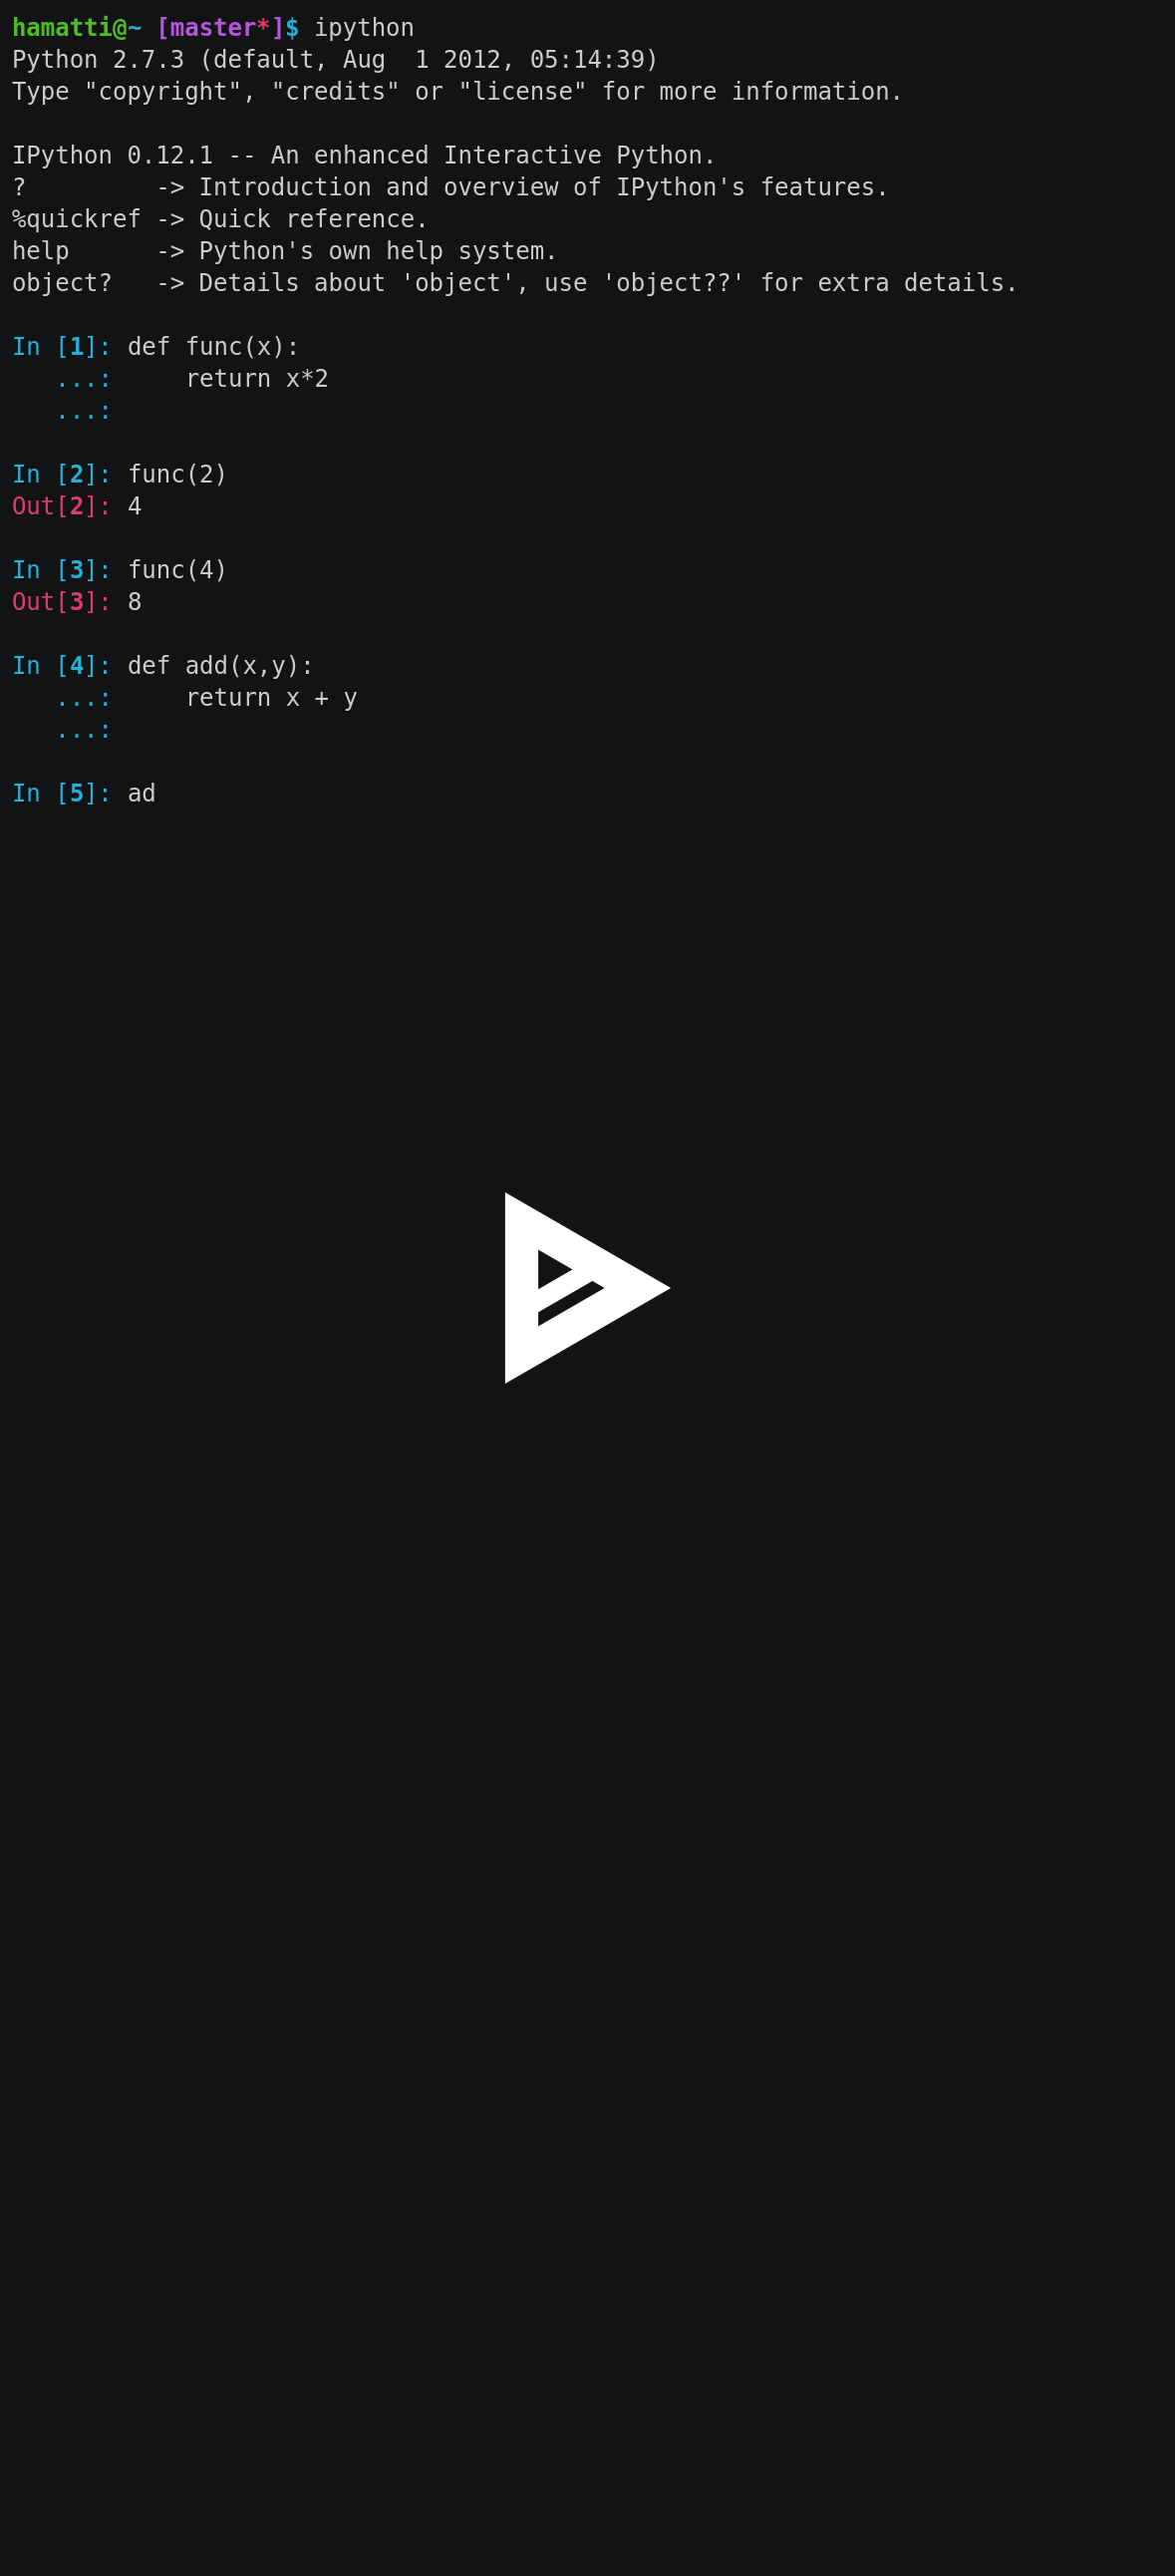 hamatti@~ [master*]$ ipython
Python 2.7.3 (default, Aug  1 2012, 05:14:39)
Type "copyright", "credits" or "license" for more information.

IPython 0.12.1 -- An enhanced Interactive Python.
?         -> Introduction and overview of IPython's features.
%quickref -> Quick reference.
help      -> Python's own help system.
object?   -> Details about 'object', use 'object??' for extra details.

In [1]: def func(x):
   ...:     return x*2
   ...:

In [2]: func(2)
Out[2]: 4

In [3]: func(4)
Out[3]: 8

In [4]: def add(x,y):
   ...:     return x + y
   ...:

In [5]: ad